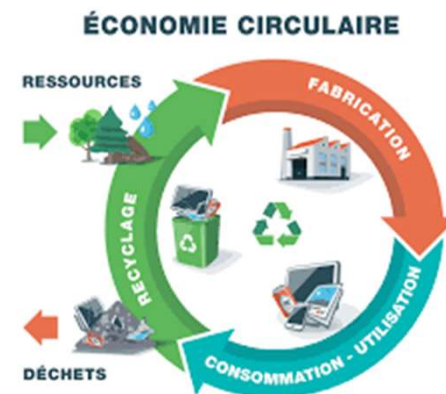 ÉCONOMIE CIRCULAIRE
RESSOURCES
FABRICATION
RECYCLAGE
CONSOMMATION - UTILISATION
DÉCHETS